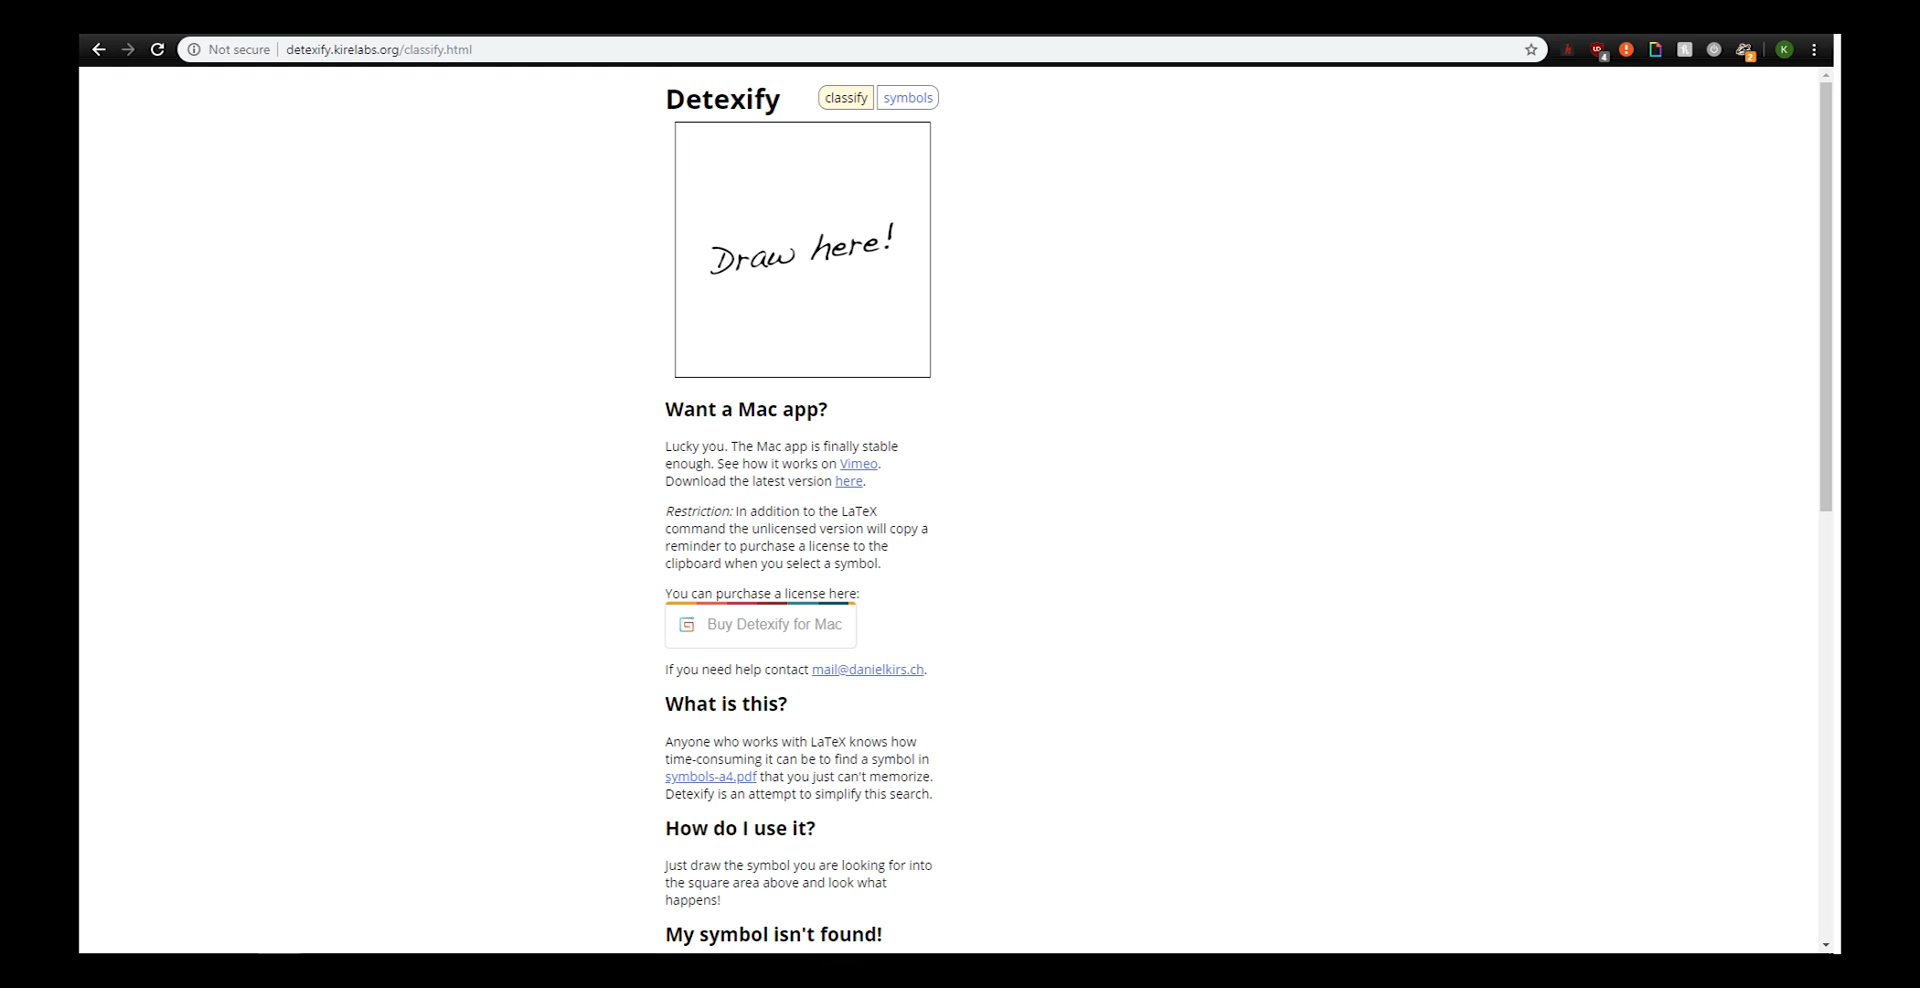 Not secure | detexify.kirelabs.org/classify.html
4
2
K
Detexify
classify
symbols
Draw here!
Want a Mac app?
Lucky you. The Mac app is finally stable
enough. See how it works on Vimeo.
Download the latest version here.
Restriction: In addition to the LaTeX
command the unlicensed version will copy a
reminder to purchase a license to the
clipboard when you select a symbol.
You can purchase a license here:
Buy Detexify for Mac
If you need help contact mail@danielkirs.ch.
What is this?
Anyone who works with LaTeX knows how
time-consuming it can be to find a symbol in
symbols-a4.pdf that you just can't memorize.
Detexify is an attempt to simplify this search.
How do I use it?
Just draw the symbol you are looking for into
the square area above and look what
happens!
My symbol isn't found!